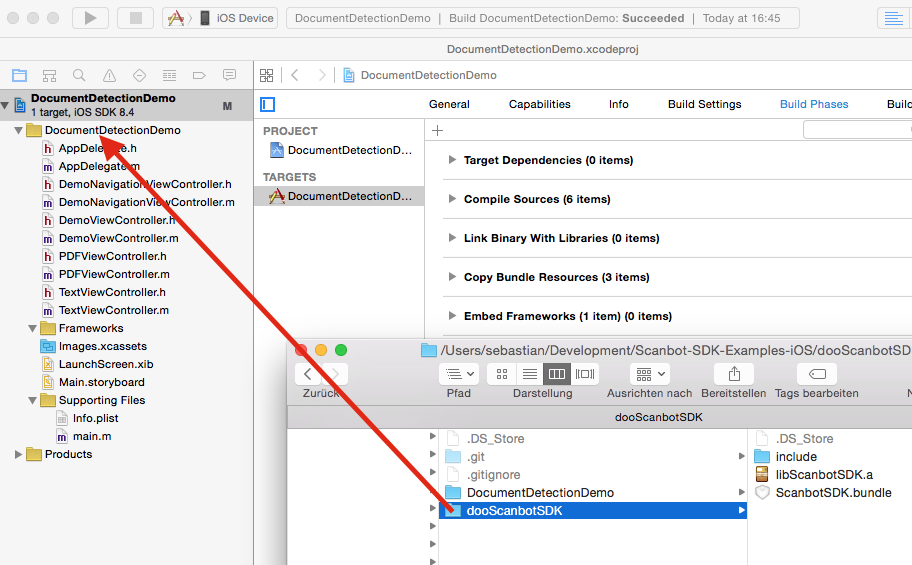 iOS Device
DocumentDetectionDemo | Build DocumentDetectionDemo: Succeeded | Today at 16:45
DocumentDetectionDemo.xcodeproj
DocumentDetectionDemo
1 target, iOS SDK 8.4
M
DocumentDetectionDemo
AppDelegate.h
AppDelegate.m
DemoNavigationViewController.h
DemoNavigationViewController.m
DemoViewController.h
DemoViewController.m
PDFViewController.h
PDFViewController.m
TextViewController.h
TextViewController.m
Frameworks
Images.xcassets
LaunchScreen.xib
Main.storyboard
Supporting Files
Info.plist
main.m
Products
DocumentDetectionDemo
General Capabilities Info Build Settings Build Phases Build
PROJECT
DocumentDetectionD...
TARGETS
DocumentDetectionD...
Target Dependencies (0 items)
Compile Sources (6 items)
Link Binary With Libraries (0 items)
Copy Bundle Resources (3 items)
Embed Frameworks (1 item) (0 items)
/Users/sebastian/Development/Scanbot-SDK-Examples-iOS/dooScanbotSD
Zurück Pfad Darstellung Ausrichten nach Bereitstellen Tags bearbeiten N
dooScanbotSDK
.DS_Store
.git
.gitignore
DocumentDetectionDemo
dooScanbotSDK
.DS_Store
include
libScanbotSDK.a
ScanbotSDK.bundle